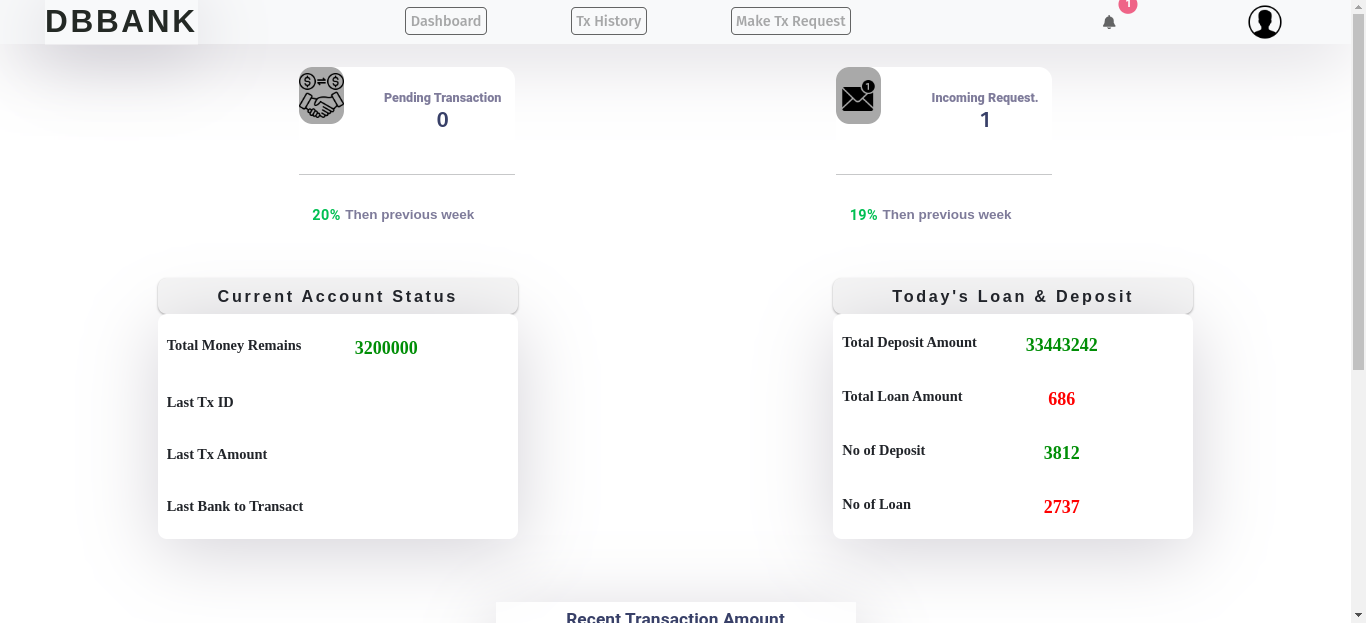 DBBANK
Dashboard
Tx History
Make Tx Request
1
Pending Transaction
0
20% Then previous week
1
Incoming Request.
1
19% Then previous week
Current Account Status
Total Money Remains 3200000
Last Tx ID
Last Tx Amount
Last Bank to Transact
Today's Loan & Deposit
Total Deposit Amount 33443242
Total Loan Amount 686
No of Deposit 3812
No of Loan 2737
Recent Transaction Amount